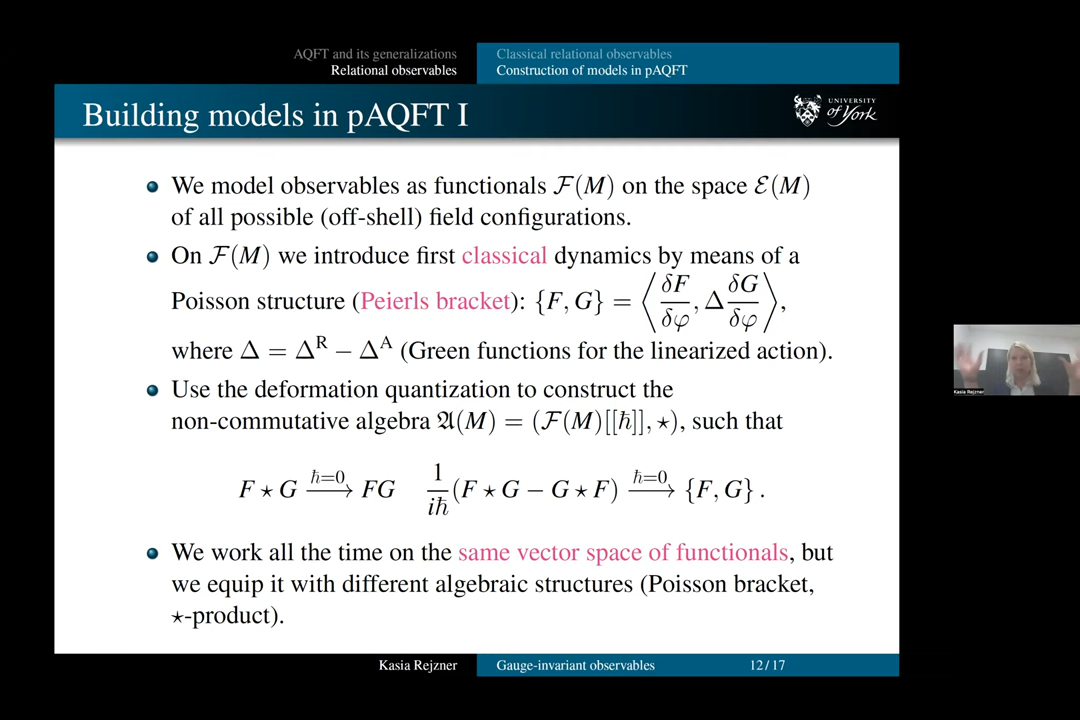 AQFT and its generalizations
Relational observables
Classical relational observables
Construction of models in pAQFT
Building models in pAQFT I
UNIVERSITY
of York
We model observables as functionals ℱ(M) on the space ℰ(M)
of all possible (off-shell) field configurations.
On ℱ(M) we introduce first classical dynamics by means of a
Poisson structure (Peierls bracket): {F, G} = ⟨δF/δφ, Δ δG/δφ⟩,
where Δ = Δ^R − Δ^A (Green functions for the linearized action).
Use the deformation quantization to construct the
non-commutative algebra 𝔄(M) = (ℱ(M)[[ℏ]], ⋆), such that
F ⋆ G —ℏ=0→ FG    1/iℏ (F ⋆ G − G ⋆ F) —ℏ=0→ {F, G} .
We work all the time on the same vector space of functionals, but
we equip it with different algebraic structures (Poisson bracket,
⋆-product).
Kasia Rejzner
Gauge-invariant observables
12 / 17
Kasia Rejzner